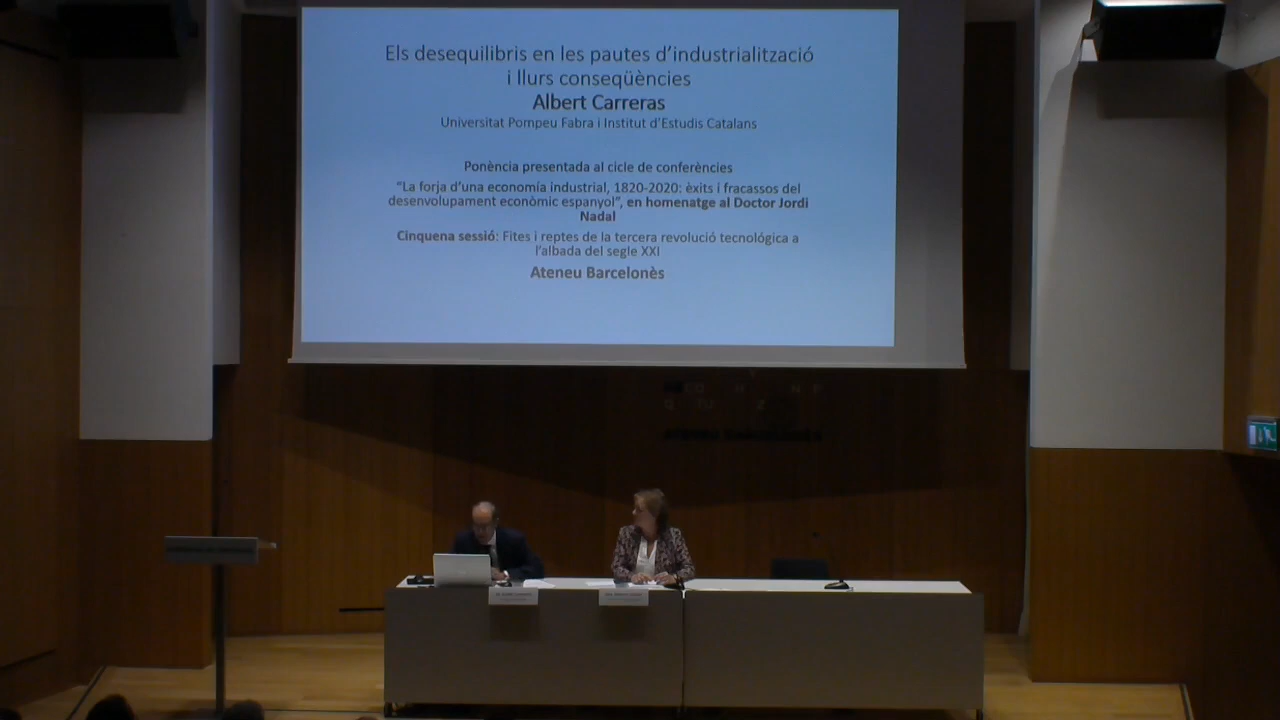 Els desequilibris en les pautes d'industrialització
i llurs conseqüències
Albert Carreras
Universitat Pompeu Fabra i Institut d'Estudis Catalans
Ponència presentada al cicle de conferències
"La forja d'una economía industrial, 1820-2020: èxits i fracassos del
desenvolupament econòmic espanyol", en homenatge al Doctor Jordi
Nadal
Cinquena sessió: Fites i reptes de la tercera revolució tecnológica a
l'albada del segle XXI
Ateneu Barcelonès